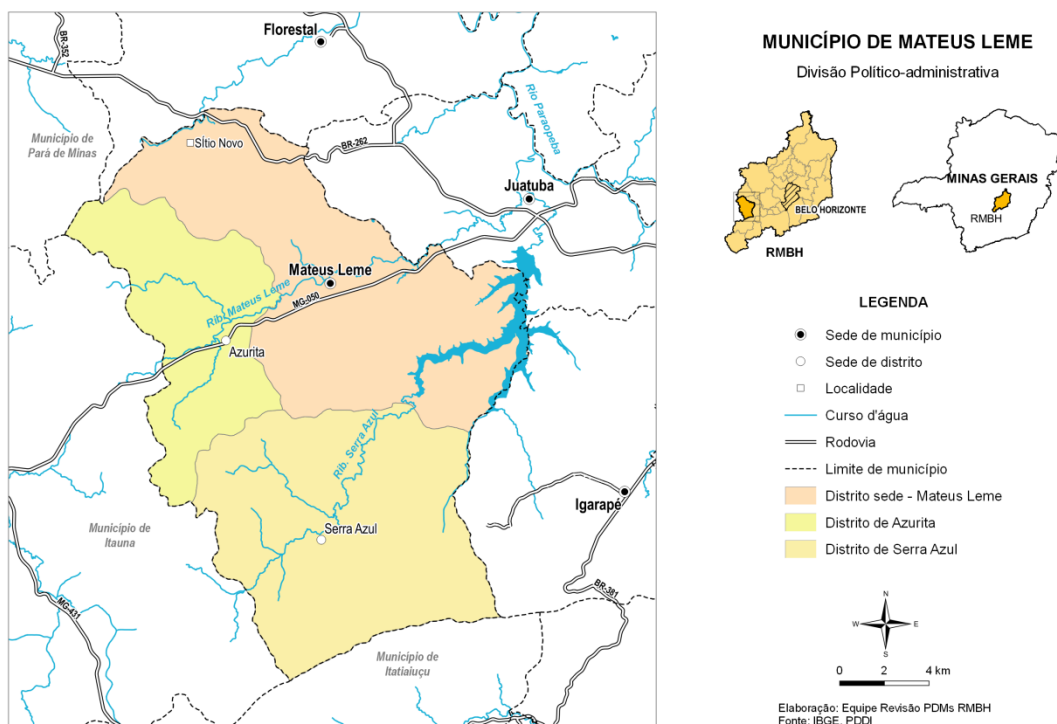 Florestal
BR-352
Município de
Pará de Minas
Sítio Novo
BR-262
Rio Paraopeba
Juatuba
Mateus Leme
Rib. Mateus Leme
MG-050
Azurita
Rib. Serra Azul
Igarapé
Município de
Itauna
Serra Azul
MG-431
BR-381
Município de
Itatiaiuçu
MUNICÍPIO DE MATEUS LEME
Divisão Político-administrativa
BELO HORIZONTE
RMBH
MINAS GERAIS
RMBH
LEGENDA
Sede de município
Sede de distrito
Localidade
Curso d'água
Rodovia
Limite de município
Distrito sede - Mateus Leme
Distrito de Azurita
Distrito de Serra Azul
N
W E
S
0 2 4 km
Elaboração: Equipe Revisão PDMs RMBH
Fonte: IBGE, PDDI